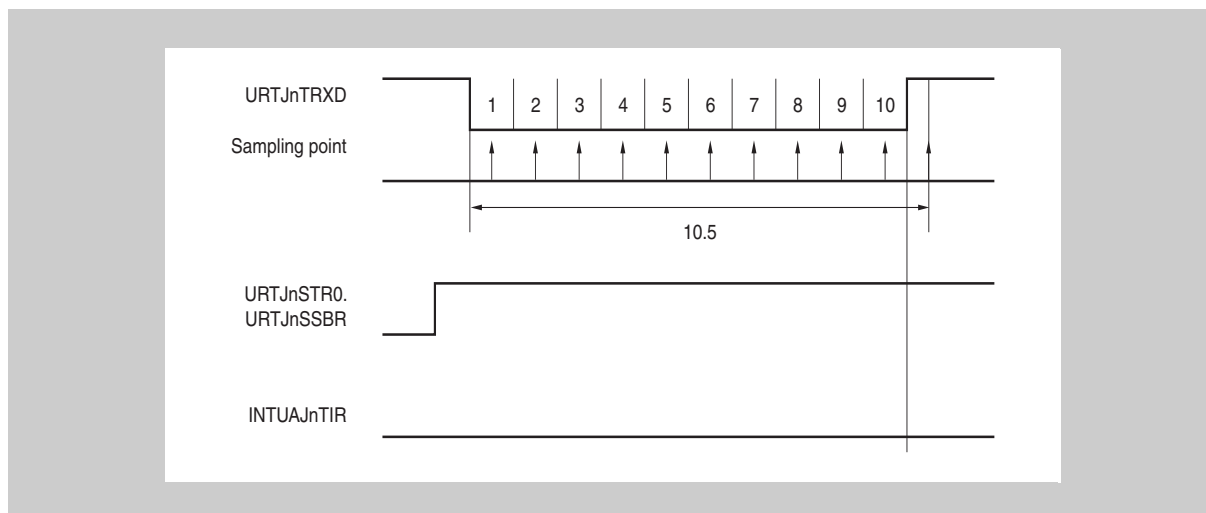 URTJnTRXD
1 2 3 4 5 6 7 8 9 10
Sampling point
10.5
URTJnSTR0.
URTJnSSBR
INTUAJnTIR